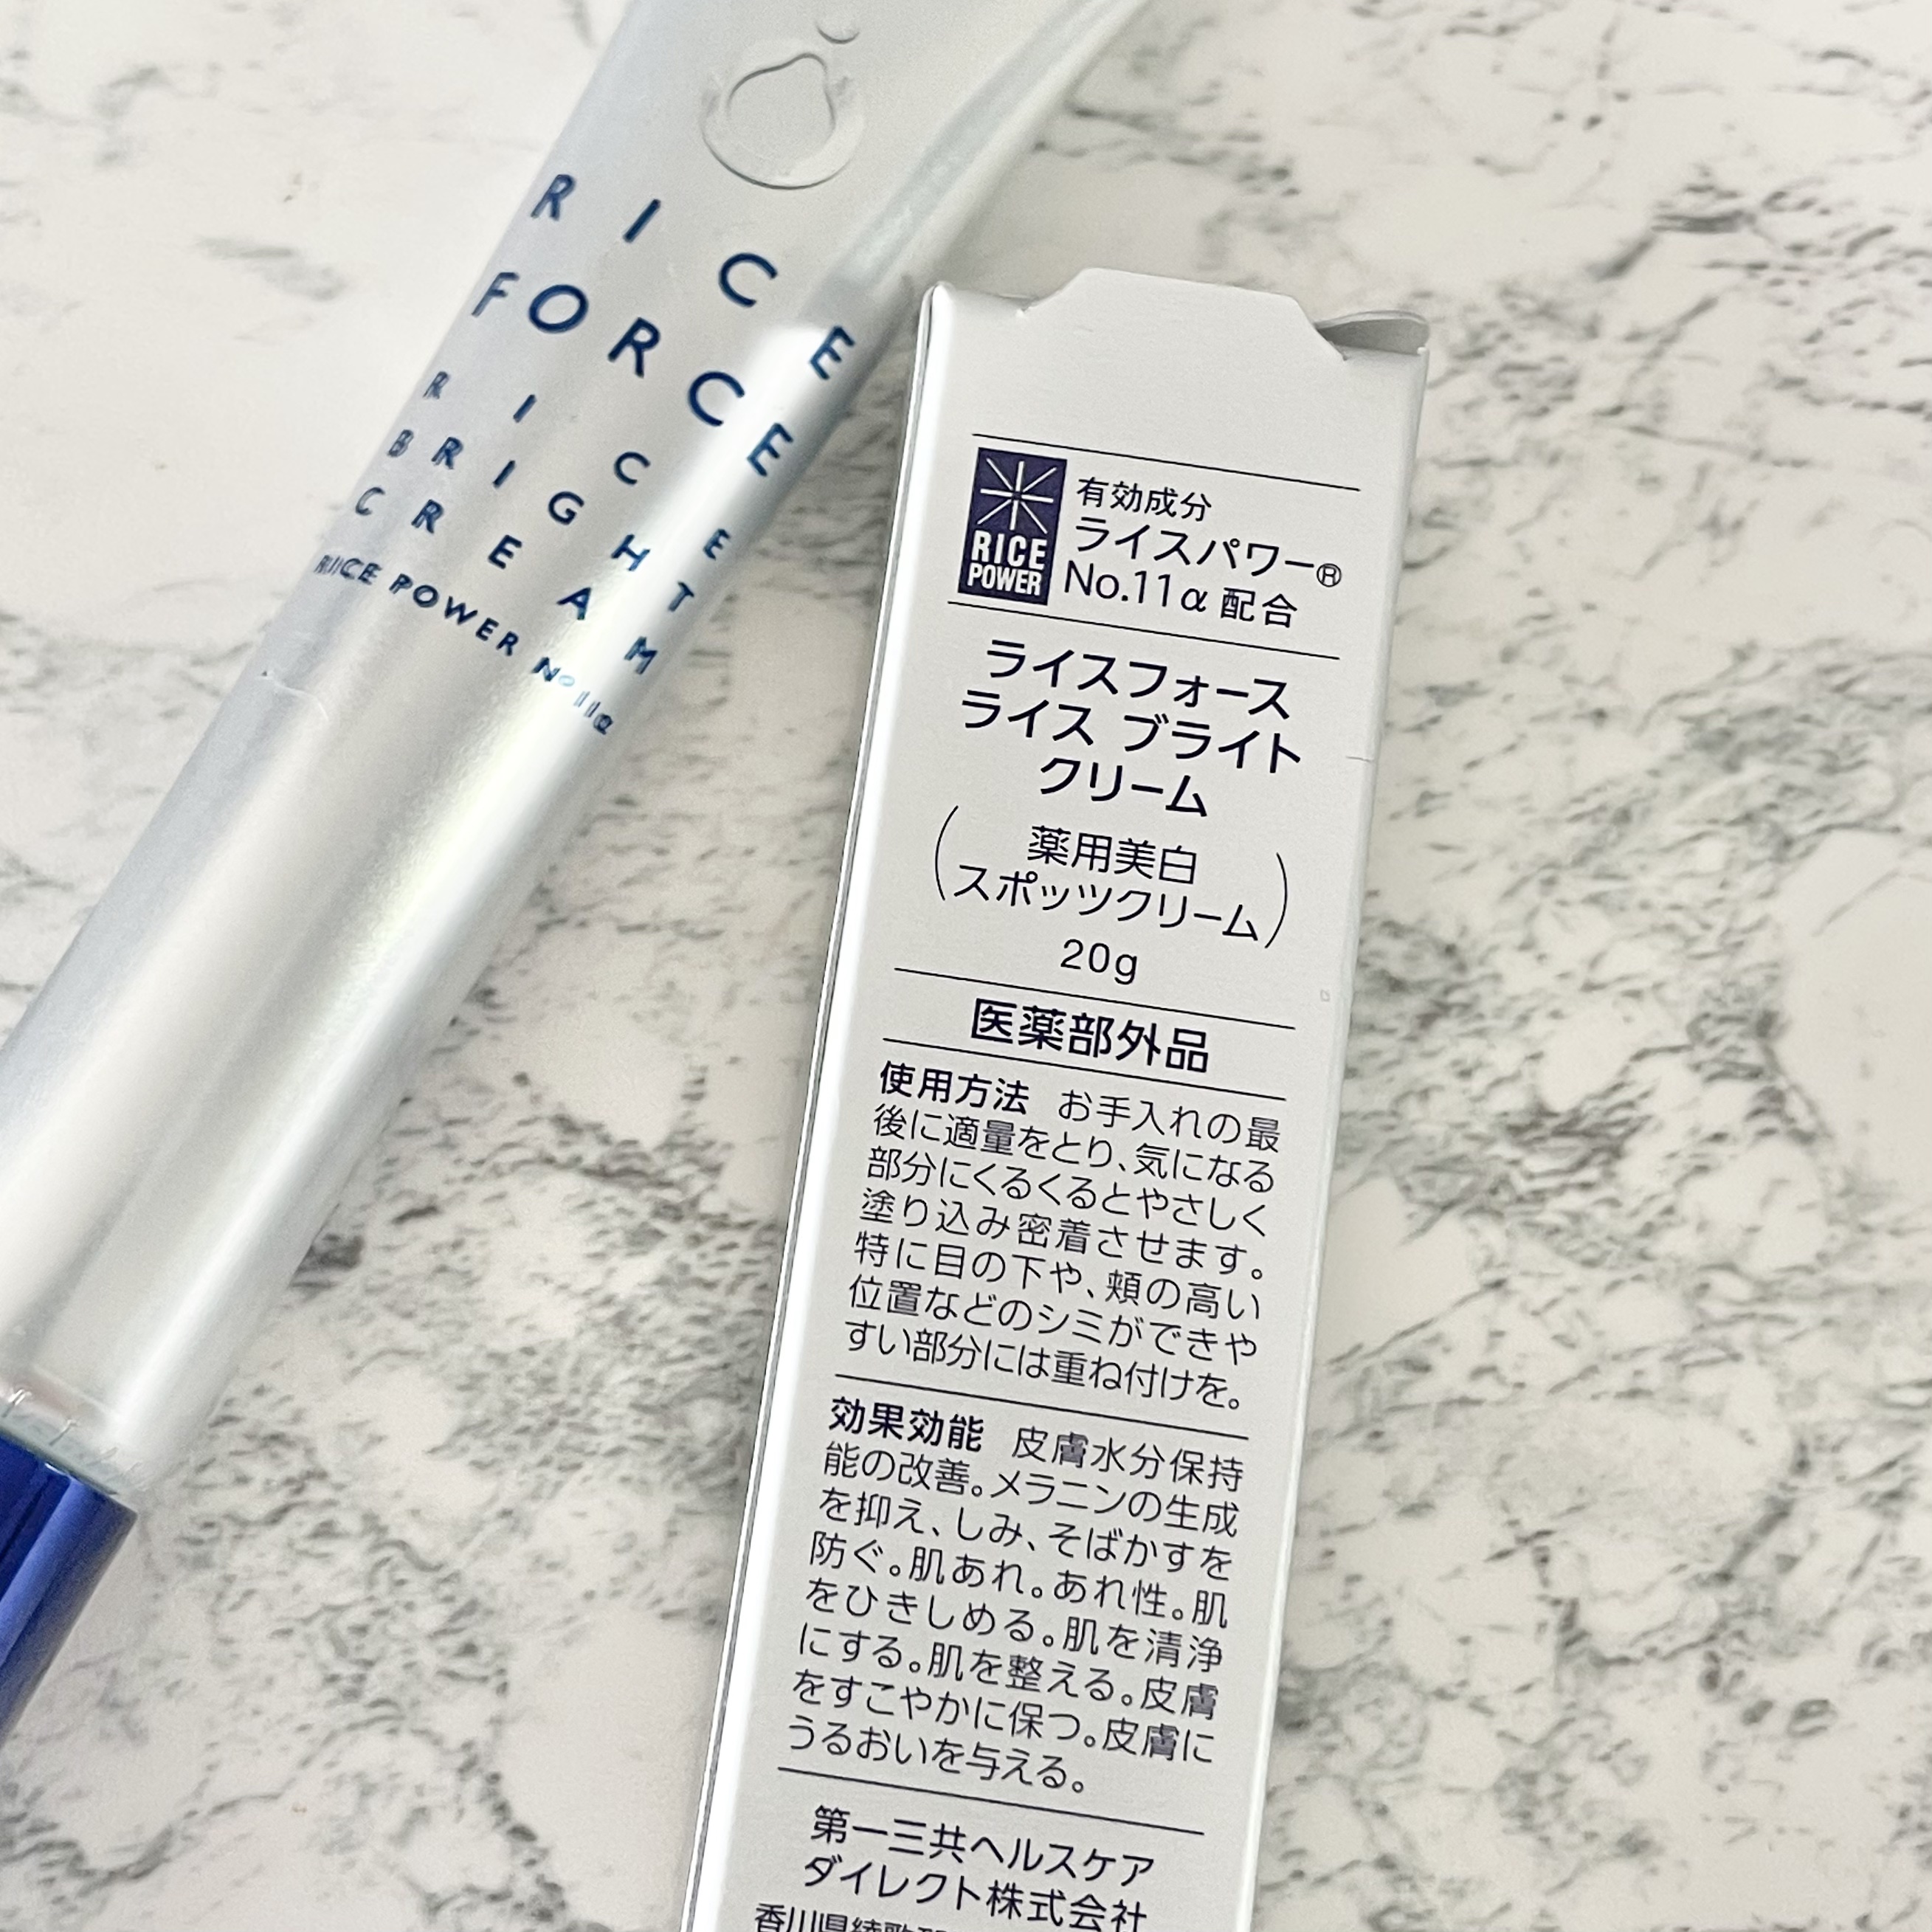 RICE
FORCE
RICE
BRIGHT
CREAM
RICE POWER No11α
RICE
POWER
有効成分
ライスパワー®
No.11α 配合
ライスフォース
ライス ブライト
クリーム
(薬用美白
スポッツクリーム)
20g
医薬部外品
使用方法 お手入れの最
後に適量をとり、気になる
部分にくるくるとやさしく
塗り込み密着させます。
特に目の下や、頬の高い
位置などのシミができや
すい部分には重ね付けを。
効果効能 皮膚水分保持
能の改善。メラニンの生成
を抑え、しみ、そばかすを
防ぐ。肌あれ。あれ性。肌
をひきしめる。肌を清浄
にする。肌を整える。皮膚
をすこやかに保つ。皮膚に
うるおいを与える。
第一三共ヘルスケア
ダイレクト株式会社
香川県綾歌